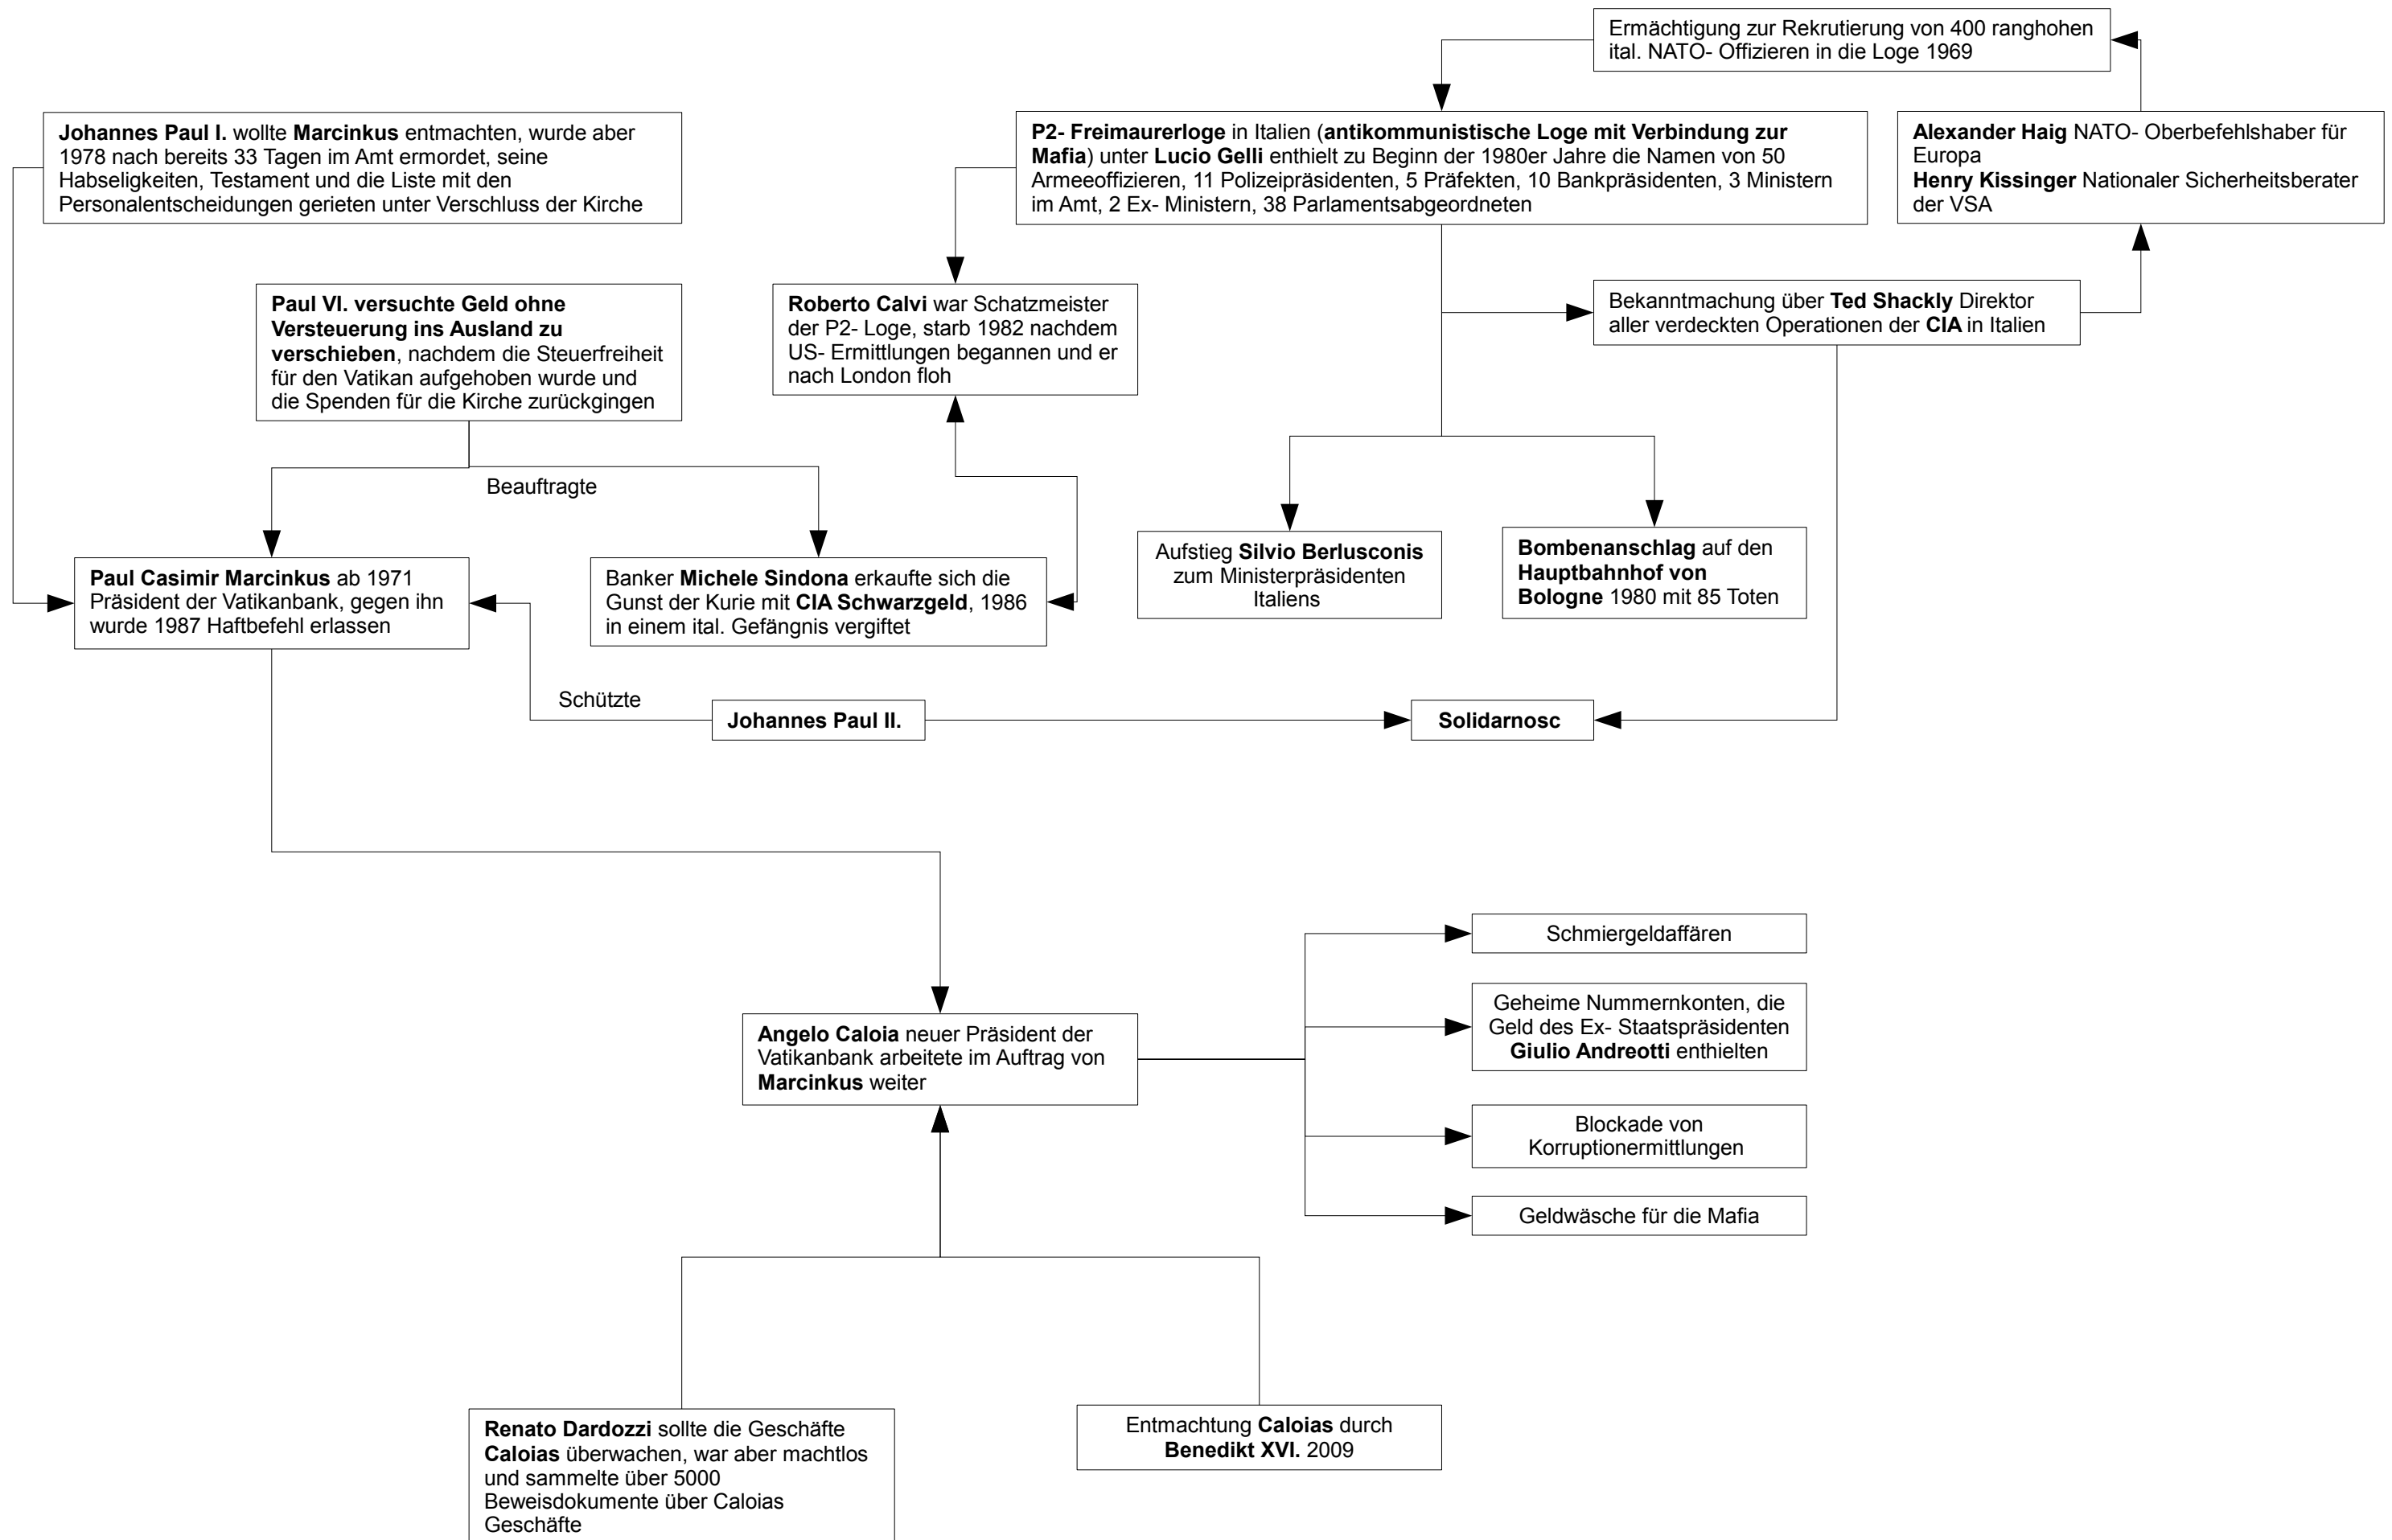 Ermächtigung zur Rekrutierung von 400 ranghohen
ital. NATO- Offizieren in die Loge 1969
Johannes Paul I. wollte Marcinkus entmachten, wurde aber
1978 nach bereits 33 Tagen im Amt ermordet, seine
Habseligkeiten, Testament und die Liste mit den
Personalentscheidungen gerieten unter Verschluss der Kirche
P2- Freimaurerloge in Italien (antikommunistische Loge mit Verbindung zur
Mafia) unter Lucio Gelli enthielt zu Beginn der 1980er Jahre die Namen von 50
Armeeoffizieren, 11 Polizeipräsidenten, 5 Präfekten, 10 Bankpräsidenten, 3 Ministern
im Amt, 2 Ex- Ministern, 38 Parlamentsabgeordneten
Alexander Haig NATO- Oberbefehlshaber für
Europa
Henry Kissinger Nationaler Sicherheitsberater
der VSA
Paul VI. versuchte Geld ohne
Versteuerung ins Ausland zu
verschieben, nachdem die Steuerfreiheit
für den Vatikan aufgehoben wurde und
die Spenden für die Kirche zurückgingen
Roberto Calvi war Schatzmeister
der P2- Loge, starb 1982 nachdem
US- Ermittlungen begannen und er
nach London floh
Bekanntmachung über Ted Shackly Direktor
aller verdeckten Operationen der CIA in Italien
Beauftragte
Paul Casimir Marcinkus ab 1971
Präsident der Vatikanbank, gegen ihn
wurde 1987 Haftbefehl erlassen
Banker Michele Sindona erkaufte sich die
Gunst der Kurie mit CIA Schwarzgeld, 1986
in einem ital. Gefängnis vergiftet
Aufstieg Silvio Berlusconis
zum Ministerpräsidenten
Italiens
Bombenanschlag auf den
Hauptbahnhof von
Bologne 1980 mit 85 Toten
Schützte
Johannes Paul II.
Solidarnosc
Schmiergeldaffären
Geheime Nummernkonten, die
Geld des Ex- Staatspräsidenten
Giulio Andreotti enthielten
Angelo Caloia neuer Präsident der
Vatikanbank arbeitete im Auftrag von
Marcinkus weiter
Blockade von
Korruptionermittlungen
Geldwäsche für die Mafia
Renato Dardozzi sollte die Geschäfte
Caloias überwachen, war aber machtlos
und sammelte über 5000
Beweisdokumente über Caloias
Geschäfte
Entmachtung Caloias durch
Benedikt XVI. 2009